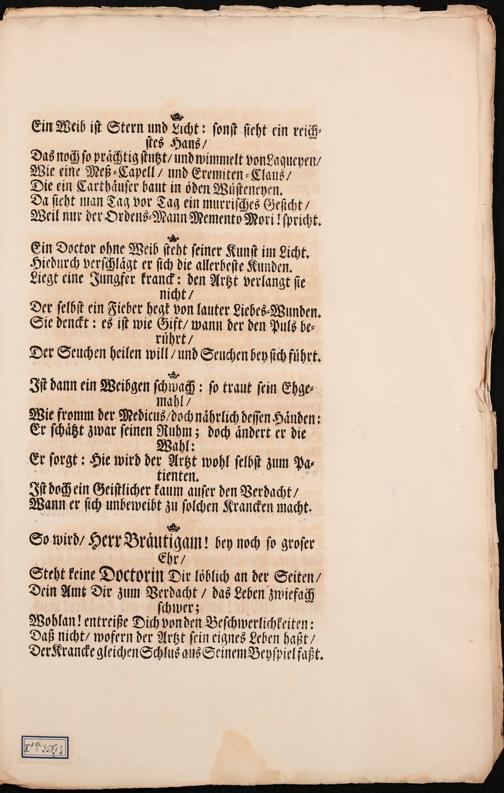 Ein Weib ist Stern und Licht: sonst sieht ein reich-
stes Haus/
Das noch so prächtig stutzt/ und wimmelt von Laqueyen/
Wie eine Meß-Capell/ und Eremiten-Claus/
Die ein Carthäuser baut in öden Wüsteneyen.
Da sieht man Tag vor Tag ein murrisches Gesicht/
Weil nur der Ordens-Mann Memento Mori! spricht.
Ein Doctor ohne Weib steht seiner Kunst im Licht.
Hiedurch verschlägt er sich die allerbeste Kunden.
Liegt eine Jungfer kranck: den Artzt verlangt sie
nicht/
Der selbst ein Fieber hegt von lauter Liebes-Wunden.
Sie denckt: es ist wie Gift/ wann der den Puls be-
rührt/
Der Seuchen heilen will/ und Seuchen bey sich führt.
Ist dann ein Weibgen schwach: so traut sein Ehge-
mahl/
Wie fromm der Medicus/ doch nährlich dessen Händen:
Er schätzt zwar seinen Ruhm; doch ändert er die
Wahl:
Er sorgt: Hie wird der Artzt wohl selbst zum Pa-
tienten.
Ist doch ein Geistlicher kaum auser den Verdacht/
Wann er sich unbeweibt zu solchen Krancken macht.
So wird/ Herr Bräutigam! bey noch so groser
Ehr/
Steht keine Doctorin Dir löblich an der Seiten/
Dein Amt Dir zum Verdacht/ das Leben zwiefach
schwer;
Wohlan! entreiße Dich von den Beschwerlichkeiten:
Daß nicht/ wofern der Artzt sein eignes Leben haßt/
Der Krancke gleichen Schlus aus Seinem Beyspiel faßt.